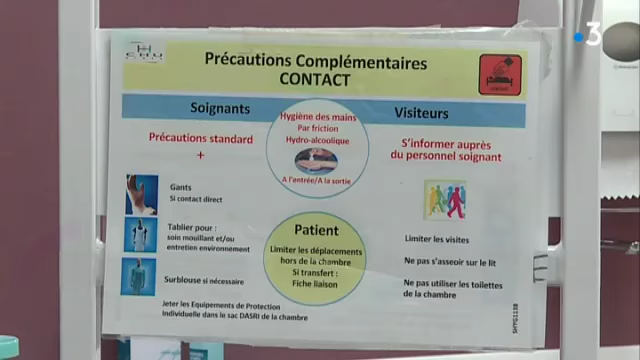 3
CHU
Précautions Complémentaires
CONTACT
Soignants
Précautions standard
+
Gants
Si contact direct
Tablier pour :
soin mouillant et/ou
entretien environnement
Surblouse si nécessaire
Jeter les Equipements de Protection
Individuelle dans le sac DASRI de la chambre
Hygiène des mains
Par friction
Hydro-alcoolique
A l'entrée/A la sortie
Patient
Limiter les déplacements
hors de la chambre
Si transfert :
Fiche liaison
Visiteurs
S'informer auprès
du personnel soignant
Limiter les visites
Ne pas s'asseoir sur le lit
Ne pas utiliser les toilettes
de la chambre